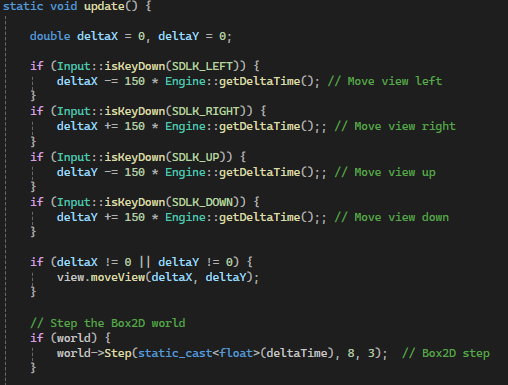 static void update() {
double deltaX = 0, deltaY = 0;
if (Input::isKeyDown(SDLK_LEFT)) {
deltaX -= 150 * Engine::getDeltaTime(); // Move view left
}
if (Input::isKeyDown(SDLK_RIGHT)) {
deltaX += 150 * Engine::getDeltaTime();; // Move view right
}
if (Input::isKeyDown(SDLK_UP)) {
deltaY -= 150 * Engine::getDeltaTime();; // Move view up
}
if (Input::isKeyDown(SDLK_DOWN)) {
deltaY += 150 * Engine::getDeltaTime();; // Move view down
}
if (deltaX != 0 || deltaY != 0) {
view.moveView(deltaX, deltaY);
}
// Step the Box2D world
if (world) {
world->Step(static_cast<float>(deltaTime), 8, 3);  // Box2D step
}